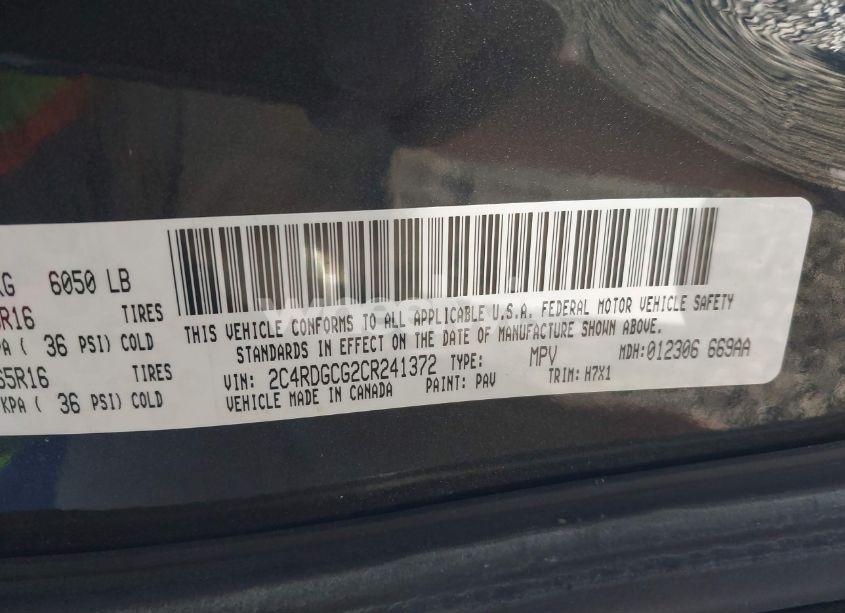 6050 LB
R16 TIRES
( 36 PSI) COLD
65R16 TIRES
KPA ( 36 PSI) COLD
THIS VEHICLE CONFORMS TO ALL APPLICABLE U.S.A. FEDERAL MOTOR VEHICLE SAFETY
STANDARDS IN EFFECT ON THE DATE OF MANUFACTURE SHOWN ABOVE.
VIN: 2C4RDGCG2CR241372 TYPE: MPV MDH:012306 669AA
VEHICLE MADE IN CANADA PAINT: PAV TRIM: H7X1